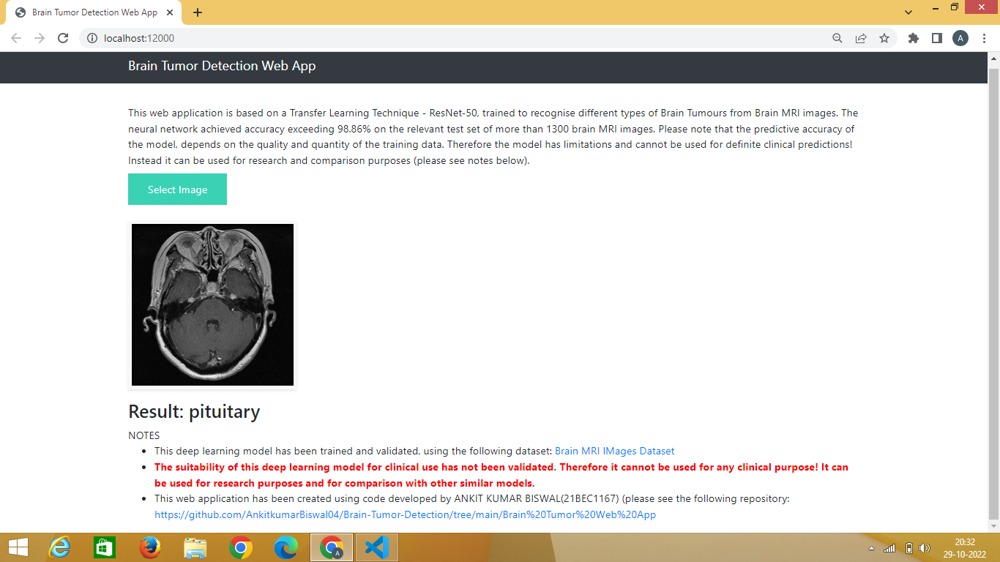 Brain Tumor Detection Web App
localhost:12000
A
Brain Tumor Detection Web App
This web application is based on a Transfer Learning Technique - ResNet-50, trained to recognise different types of Brain Tumours from Brain MRI images. The
neural network achieved accuracy exceeding 98.86% on the relevant test set of more than 1300 brain MRI images. Please note that the predictive accuracy of
the model, depends on the quality and quantity of the training data. Therefore the model has limitations and cannot be used for definite clinical predictions!
Instead it can be used for research and comparison purposes (please see notes below).
Select Image
Result: pituitary
NOTES
This deep learning model has been trained and validated, using the following dataset: Brain MRI IMages Dataset
The suitability of this deep learning model for clinical use has not been validated. Therefore it cannot be used for any clinical purpose! It can
be used for research purposes and for comparison with other similar models.
This web application has been created using code developed by ANKIT KUMAR BISWAL(21BEC1167) (please see the following repository:
https://github.com/AnkitkumarBiswal04/Brain-Tumor-Detection/tree/main/Brain%20Tumor%20Web%20App
A
20:32
29-10-2022